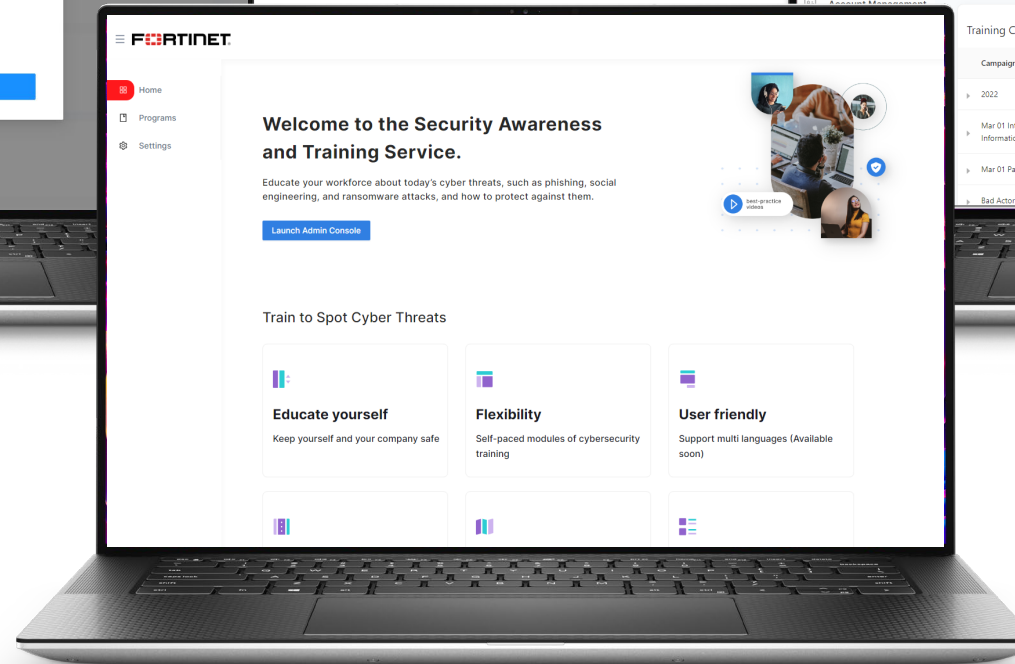 Account Management
Training C
Campaign
2022
Mar 01 Int
Informatio
Mar 01 Pa
Bad Actor
FORTINET
Home
Programs
Settings
Welcome to the Security Awareness
and Training Service.
Educate your workforce about today's cyber threats, such as phishing, social
engineering, and ransomware attacks, and how to protect against them.
Launch Admin Console
best-practice
videos
Train to Spot Cyber Threats
Educate yourself
Keep yourself and your company safe
Flexibility
Self-paced modules of cybersecurity
training
User friendly
Support multi languages (Available
soon)